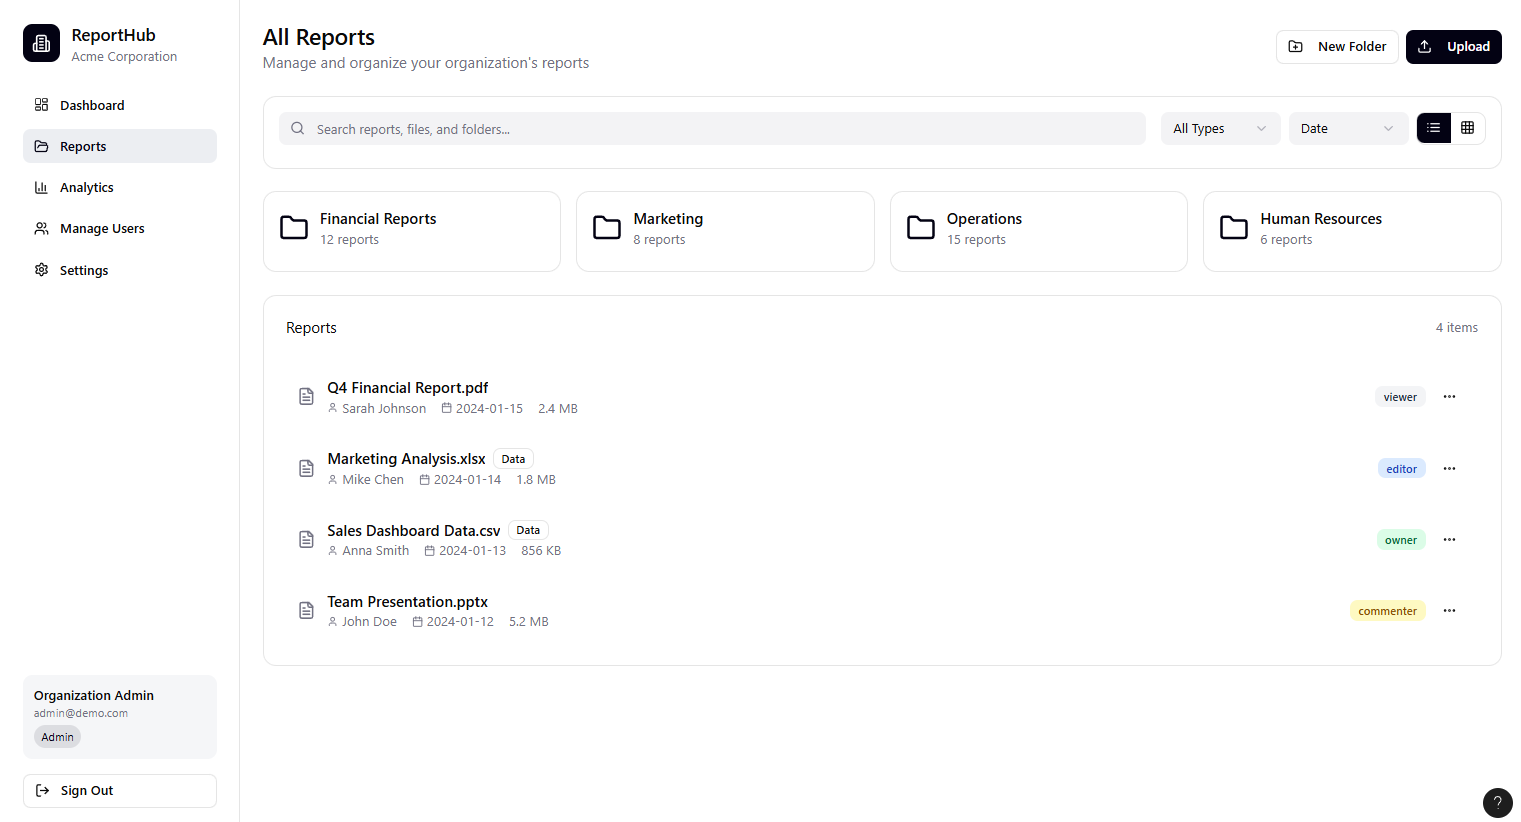 ReportHub
Acme Corporation
Dashboard
Reports
Analytics
Manage Users
Settings
Organization Admin
admin@demo.com
Admin
Sign Out
All Reports
Manage and organize your organization's reports
New Folder
Upload
Search reports, files, and folders...
All Types
Date
Financial Reports
12 reports
Marketing
8 reports
Operations
15 reports
Human Resources
6 reports
Reports
4 items
Q4 Financial Report.pdf
Sarah Johnson 2024-01-15 2.4 MB
viewer
Marketing Analysis.xlsx Data
Mike Chen 2024-01-14 1.8 MB
editor
Sales Dashboard Data.csv Data
Anna Smith 2024-01-13 856 KB
owner
Team Presentation.pptx
John Doe 2024-01-12 5.2 MB
commenter
?